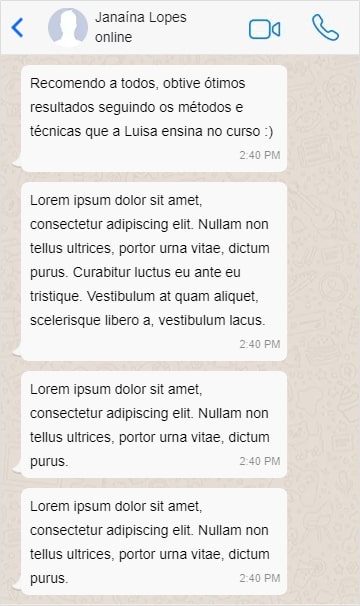 Janaína Lopes
online
Recomendo a todos, obtive ótimos
resultados seguindo os métodos e
técnicas que a Luisa ensina no curso :)
2:40 PM
Lorem ipsum dolor sit amet,
consectetur adipiscing elit. Nullam non
tellus ultrices, portor urna vitae, dictum
purus. Curabitur luctus eu ante eu
tristique. Vestibulum at quam aliquet,
scelerisque libero a, vestibulum lacus.
2:40 PM
Lorem ipsum dolor sit amet,
consectetur adipiscing elit. Nullam non
tellus ultrices, portor urna vitae, dictum
purus.
2:40 PM
Lorem ipsum dolor sit amet,
consectetur adipiscing elit. Nullam non
tellus ultrices, portor urna vitae, dictum
purus.
2:40 PM